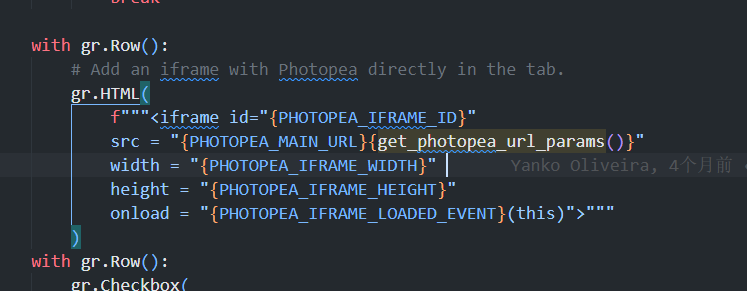 break
with gr.Row():
# Add an iframe with Photopea directly in the tab.
gr.HTML(
f"""<iframe id="{PHOTOPEA_IFRAME_ID}"
src = "{PHOTOPEA_MAIN_URL}{get_photopea_url_params()}"
width = "{PHOTOPEA_IFRAME_WIDTH}" Yanko Oliveira, 4个月前
height = "{PHOTOPEA_IFRAME_HEIGHT}"
onload = "{PHOTOPEA_IFRAME_LOADED_EVENT}(this)">"""
)
with gr.Row():
gr.Checkbox(